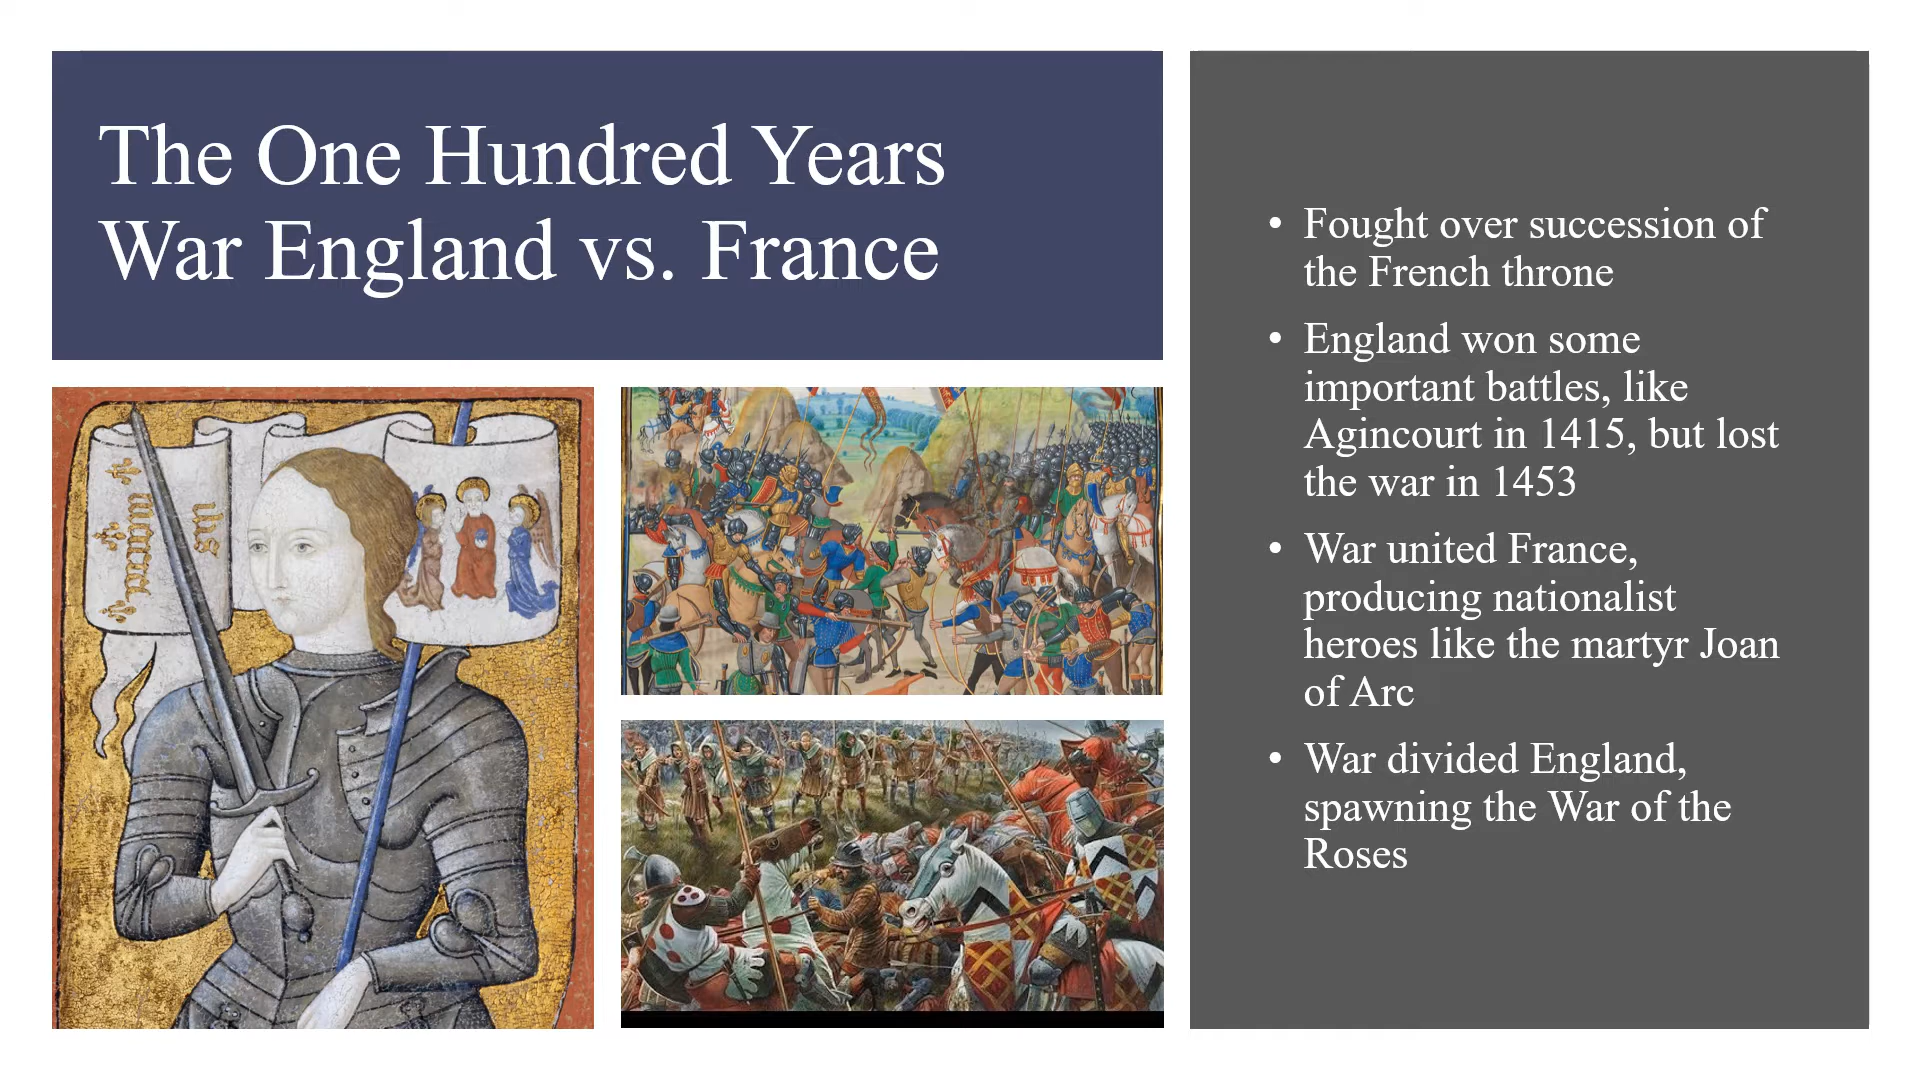 The One Hundred Years
War England vs. France
• Fought over succession of
the French throne
• England won some
important battles, like
Agincourt in 1415, but lost
the war in 1453
• War united France,
producing nationalist
heroes like the martyr Joan
of Arc
• War divided England,
spawning the War of the
Roses